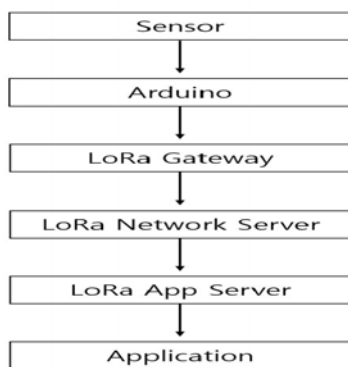 Sensor
Arduino
LoRa Gateway
LoRa Network Server
LoRa App Server
Application